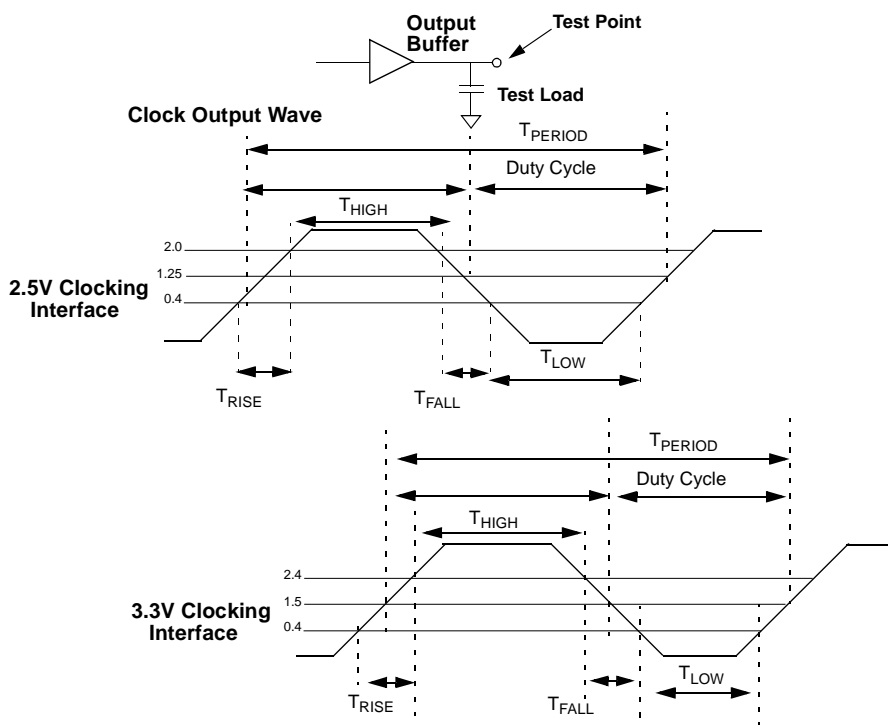 Output
Buffer
Test Point
Test Load
Clock Output Wave
TPERIOD
Duty Cycle
THIGH
2.0
1.25
0.4
2.5V Clocking
Interface
TLOW
TRISE
TFALL
TPERIOD
Duty Cycle
THIGH
2.4
1.5
0.4
3.3V Clocking
Interface
TLOW
TRISE
TFALL